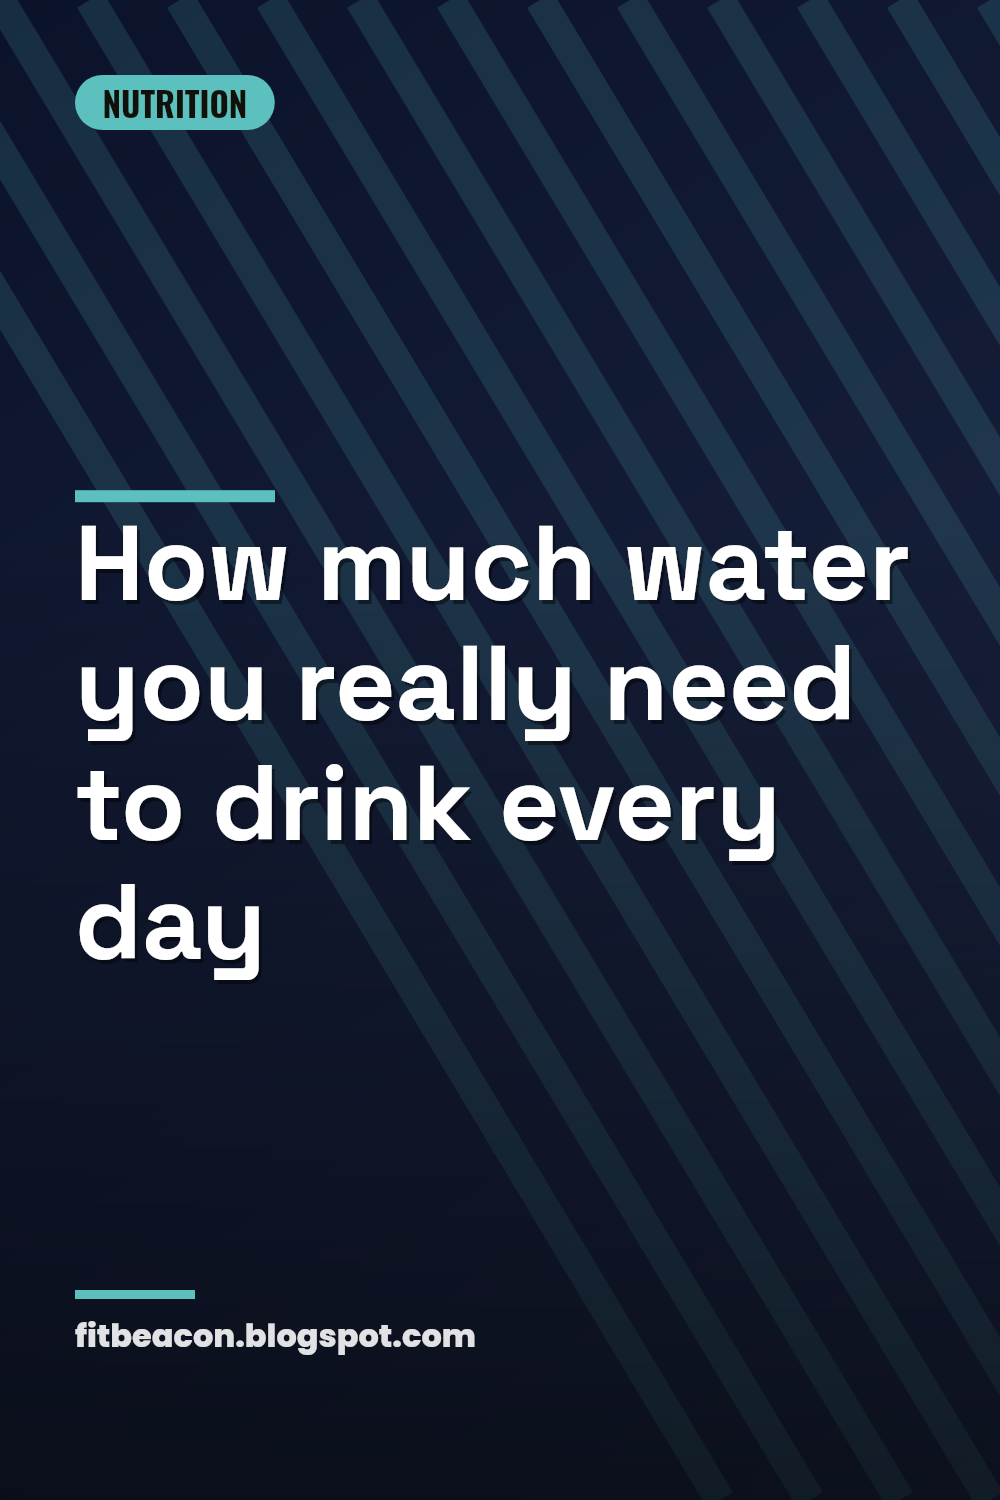 NUTRITION
How much water
you really need
to drink every
day
fitbeacon.blogspot.com